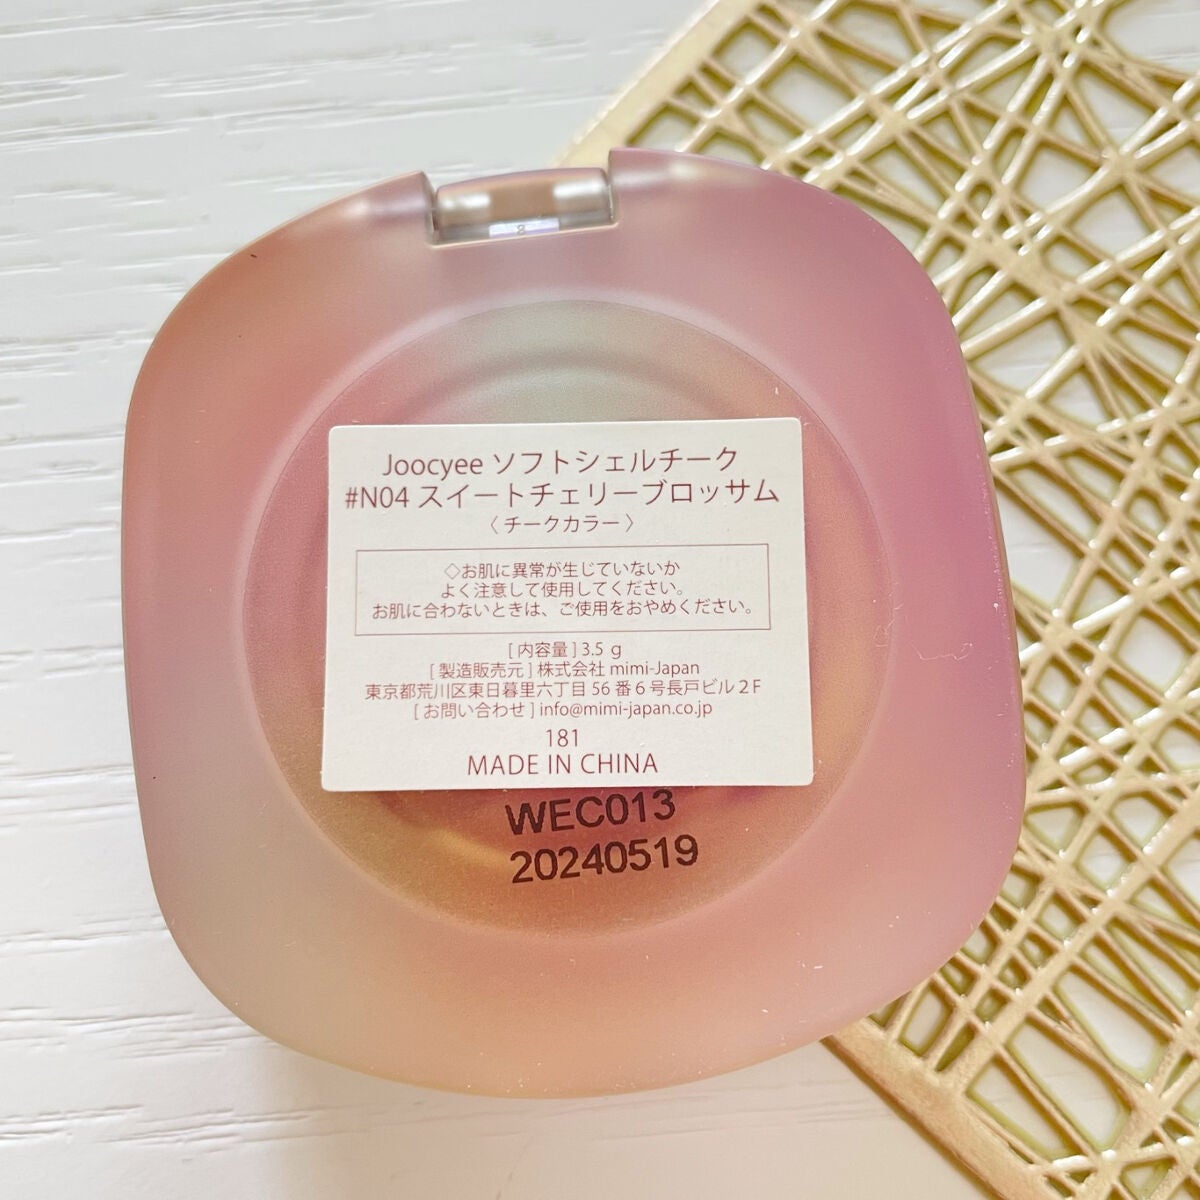 8
Joocyee ソフトシェルチーク
#N04 スイートチェリーブロッサム
〈チークカラー〉
◇お肌に異常が生じていないか
よく注意して使用してください。
お肌に合わないときは、ご使用をおやめください。
[ 内容量 ] 3.5 g
[ 製造販売元 ] 株式会社 mimi-Japan
東京都荒川区東日暮里六丁目 56 番 6 号長戸ビル 2 F
[ お問い合わせ ] info@mimi-japan.co.jp
181
MADE IN CHINA
WEC013
20240519